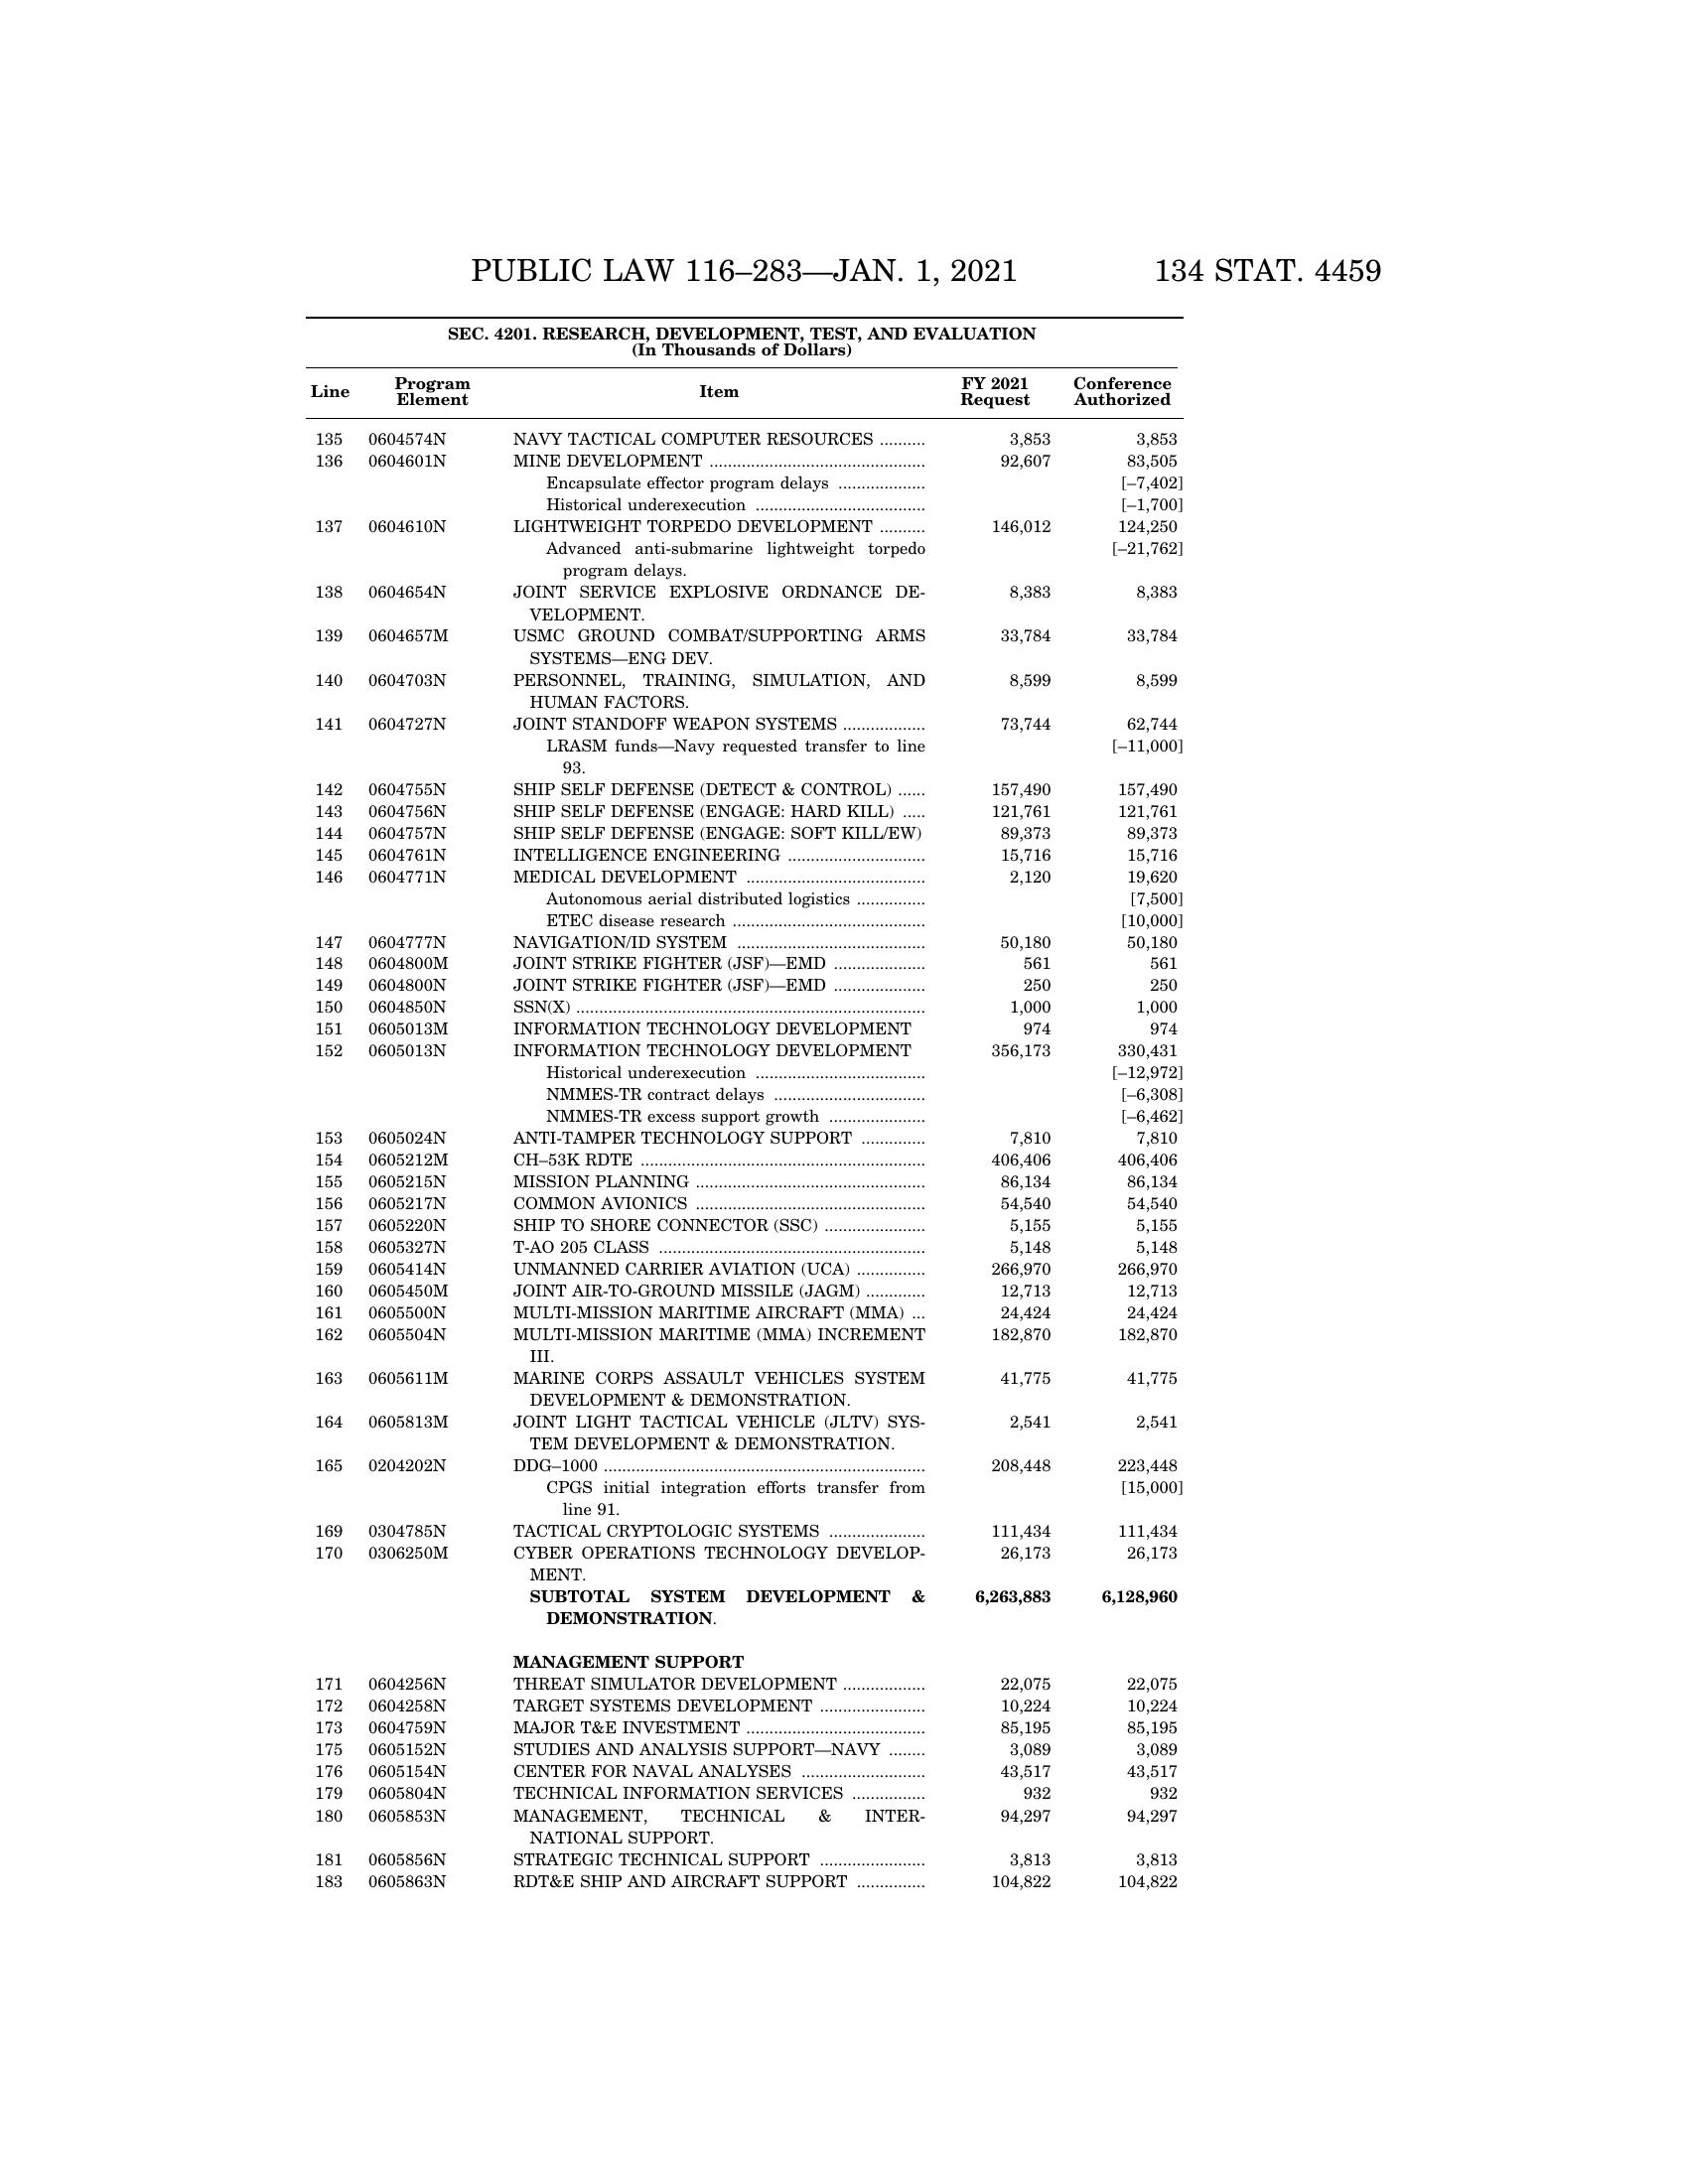 PUBLIC LAW 116–283—JAN. 1, 2021 134 STAT. 4459
SEC. 4201. RESEARCH, DEVELOPMENT, TEST, AND EVALUATION
(In Thousands of Dollars)
Line Program Element Item FY 2021 Request Conference Authorized
135 0604574N NAVY TACTICAL COMPUTER RESOURCES .......... 3,853 3,853
136 0604601N MINE DEVELOPMENT ............................................... 92,607 83,505
Encapsulate effector program delays ................... [–7,402]
Historical underexecution ..................................... [–1,700]
137 0604610N LIGHTWEIGHT TORPEDO DEVELOPMENT .......... 146,012 124,250
Advanced anti-submarine lightweight torpedo [–21,762]
program delays.
138 0604654N JOINT SERVICE EXPLOSIVE ORDNANCE DE- 8,383 8,383
VELOPMENT.
139 0604657M USMC GROUND COMBAT/SUPPORTING ARMS 33,784 33,784
SYSTEMS—ENG DEV.
140 0604703N PERSONNEL, TRAINING, SIMULATION, AND 8,599 8,599
HUMAN FACTORS.
141 0604727N JOINT STANDOFF WEAPON SYSTEMS .................. 73,744 62,744
LRASM funds—Navy requested transfer to line [–11,000]
93.
142 0604755N SHIP SELF DEFENSE (DETECT & CONTROL) ...... 157,490 157,490
143 0604756N SHIP SELF DEFENSE (ENGAGE: HARD KILL) ..... 121,761 121,761
144 0604757N SHIP SELF DEFENSE (ENGAGE: SOFT KILL/EW) 89,373 89,373
145 0604761N INTELLIGENCE ENGINEERING .............................. 15,716 15,716
146 0604771N MEDICAL DEVELOPMENT ....................................... 2,120 19,620
Autonomous aerial distributed logistics ............... [7,500]
ETEC disease research .......................................... [10,000]
147 0604777N NAVIGATION/ID SYSTEM ......................................... 50,180 50,180
148 0604800M JOINT STRIKE FIGHTER (JSF)—EMD .................... 561 561
149 0604800N JOINT STRIKE FIGHTER (JSF)—EMD .................... 250 250
150 0604850N SSN(X) ............................................................................ 1,000 1,000
151 0605013M INFORMATION TECHNOLOGY DEVELOPMENT 974 974
152 0605013N INFORMATION TECHNOLOGY DEVELOPMENT 356,173 330,431
Historical underexecution ..................................... [–12,972]
NMMES-TR contract delays ................................. [–6,308]
NMMES-TR excess support growth ..................... [–6,462]
153 0605024N ANTI-TAMPER TECHNOLOGY SUPPORT .............. 7,810 7,810
154 0605212M CH–53K RDTE .............................................................. 406,406 406,406
155 0605215N MISSION PLANNING .................................................. 86,134 86,134
156 0605217N COMMON AVIONICS .................................................. 54,540 54,540
157 0605220N SHIP TO SHORE CONNECTOR (SSC) ...................... 5,155 5,155
158 0605327N T-AO 205 CLASS .......................................................... 5,148 5,148
159 0605414N UNMANNED CARRIER AVIATION (UCA) ............... 266,970 266,970
160 0605450M JOINT AIR-TO-GROUND MISSILE (JAGM) ............. 12,713 12,713
161 0605500N MULTI-MISSION MARITIME AIRCRAFT (MMA) ... 24,424 24,424
162 0605504N MULTI-MISSION MARITIME (MMA) INCREMENT 182,870 182,870
III.
163 0605611M MARINE CORPS ASSAULT VEHICLES SYSTEM 41,775 41,775
DEVELOPMENT & DEMONSTRATION.
164 0605813M JOINT LIGHT TACTICAL VEHICLE (JLTV) SYS- 2,541 2,541
TEM DEVELOPMENT & DEMONSTRATION.
165 0204202N DDG–1000 ...................................................................... 208,448 223,448
CPGS initial integration efforts transfer from [15,000]
line 91.
169 0304785N TACTICAL CRYPTOLOGIC SYSTEMS ..................... 111,434 111,434
170 0306250M CYBER OPERATIONS TECHNOLOGY DEVELOP- 26,173 26,173
MENT.
SUBTOTAL SYSTEM DEVELOPMENT & 6,263,883 6,128,960
DEMONSTRATION.
MANAGEMENT SUPPORT
171 0604256N THREAT SIMULATOR DEVELOPMENT .................. 22,075 22,075
172 0604258N TARGET SYSTEMS DEVELOPMENT ....................... 10,224 10,224
173 0604759N MAJOR T&E INVESTMENT ....................................... 85,195 85,195
175 0605152N STUDIES AND ANALYSIS SUPPORT—NAVY ........ 3,089 3,089
176 0605154N CENTER FOR NAVAL ANALYSES ........................... 43,517 43,517
179 0605804N TECHNICAL INFORMATION SERVICES ................ 932 932
180 0605853N MANAGEMENT, TECHNICAL & INTER- 94,297 94,297
NATIONAL SUPPORT.
181 0605856N STRATEGIC TECHNICAL SUPPORT ....................... 3,813 3,813
183 0605863N RDT&E SHIP AND AIRCRAFT SUPPORT ............... 104,822 104,822